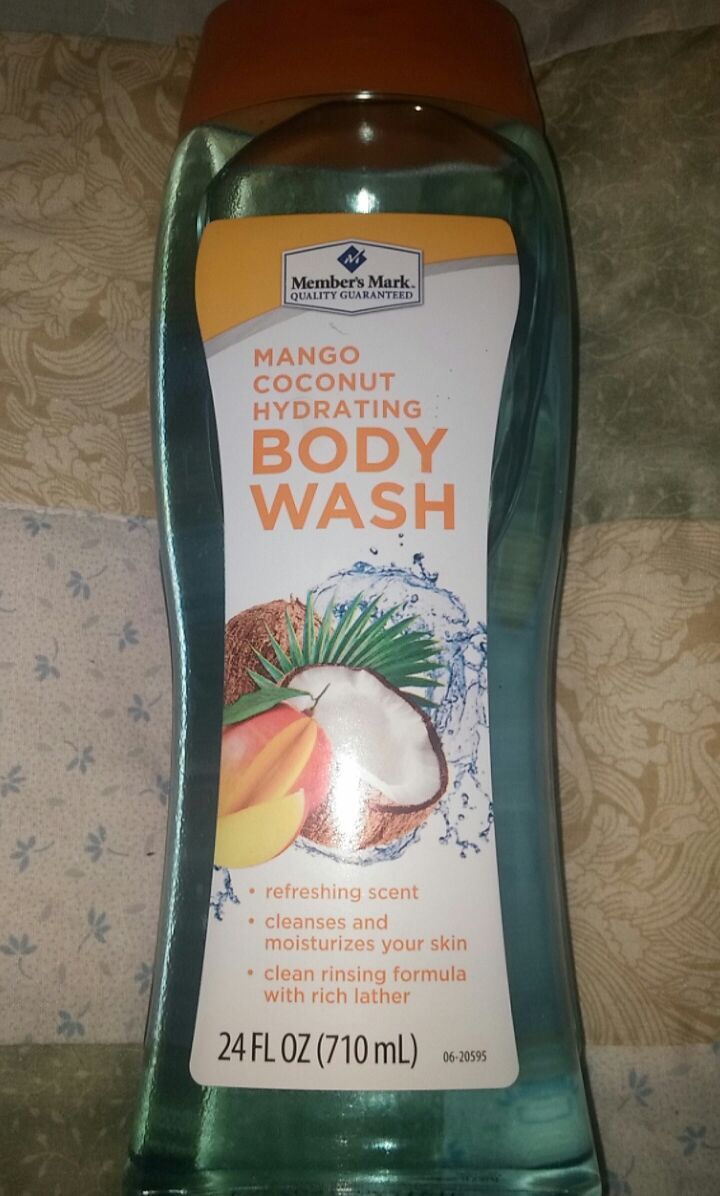 Member's Mark™
QUALITY GUARANTEED
MANGO
COCONUT
HYDRATING
BODY
WASH
• refreshing scent
• cleanses and
moisturizes your skin
• clean rinsing formula
with rich lather
24 FL OZ (710 mL) 06-20595